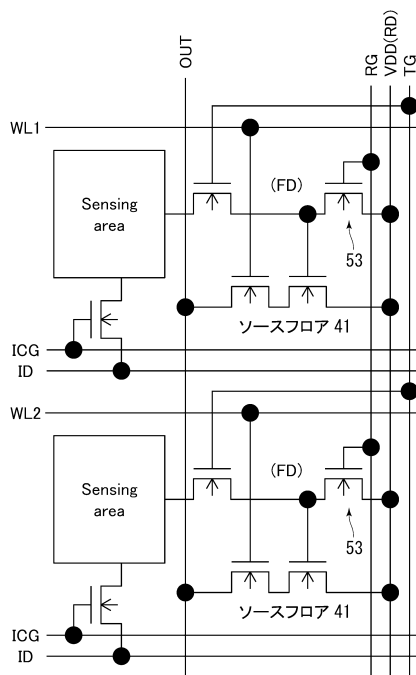 OUT
RG
VDD(RD)
TG
WL1
Sensing
area
(FD)
53
ソースフロア 41
ICG
ID
WL2
Sensing
area
(FD)
53
ソースフロア 41
ICG
ID